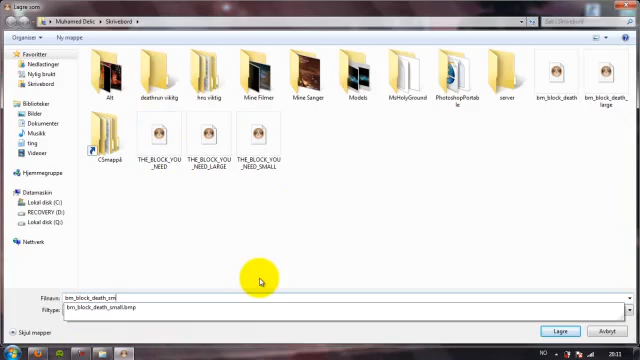 Lagre som
Muhamed Delic ▸ Skrivebord
Søk i Skrivebord
Organiser
Ny mappe
Favoritter
Nedlastinger
Nylig brukt
Skrivebord
Biblioteker
Bilder
Dokumenter
Musikk
ting
Videoer
Hjemmegruppe
Datamaskin
Lokal disk (C:)
RECOVERY (D:)
Lokal disk (Q:)
Nettverk
Alt
deathrun vikitg
hns viktig
Mine Filmer
Mine Sanger
Models
MsHolyGround
PhotoshopPortable
server
bm_block_death
bm_block_death_large
CSmappå
THE_BLOCK_YOU_NEED
THE_BLOCK_YOU_NEED_LARGE
THE_BLOCK_YOU_NEED_SMALL
Filnavn: bm_block_death_sm
Filtype:
bm_block_death_small.bmp
Skjul mapper
Lagre
Avbryt
NO
20:11